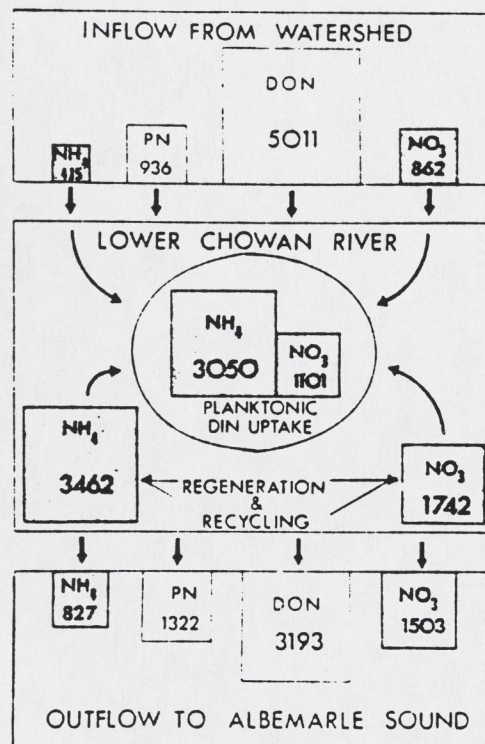 INFLOW FROM WATERSHED
DON
5011
NH₄
415
PN
936
NO₃
862
LOWER CHOWAN RIVER
NH₄
3050
NO₃
1101
PLANKTONIC
DIN UPTAKE
NH₄
3462
NO₃
1742
REGENERATION
&
RECYCLING
NH₄
827
PN
1322
DON
3193
NO₃
1503
OUTFLOW TO ALBEMARLE SOUND